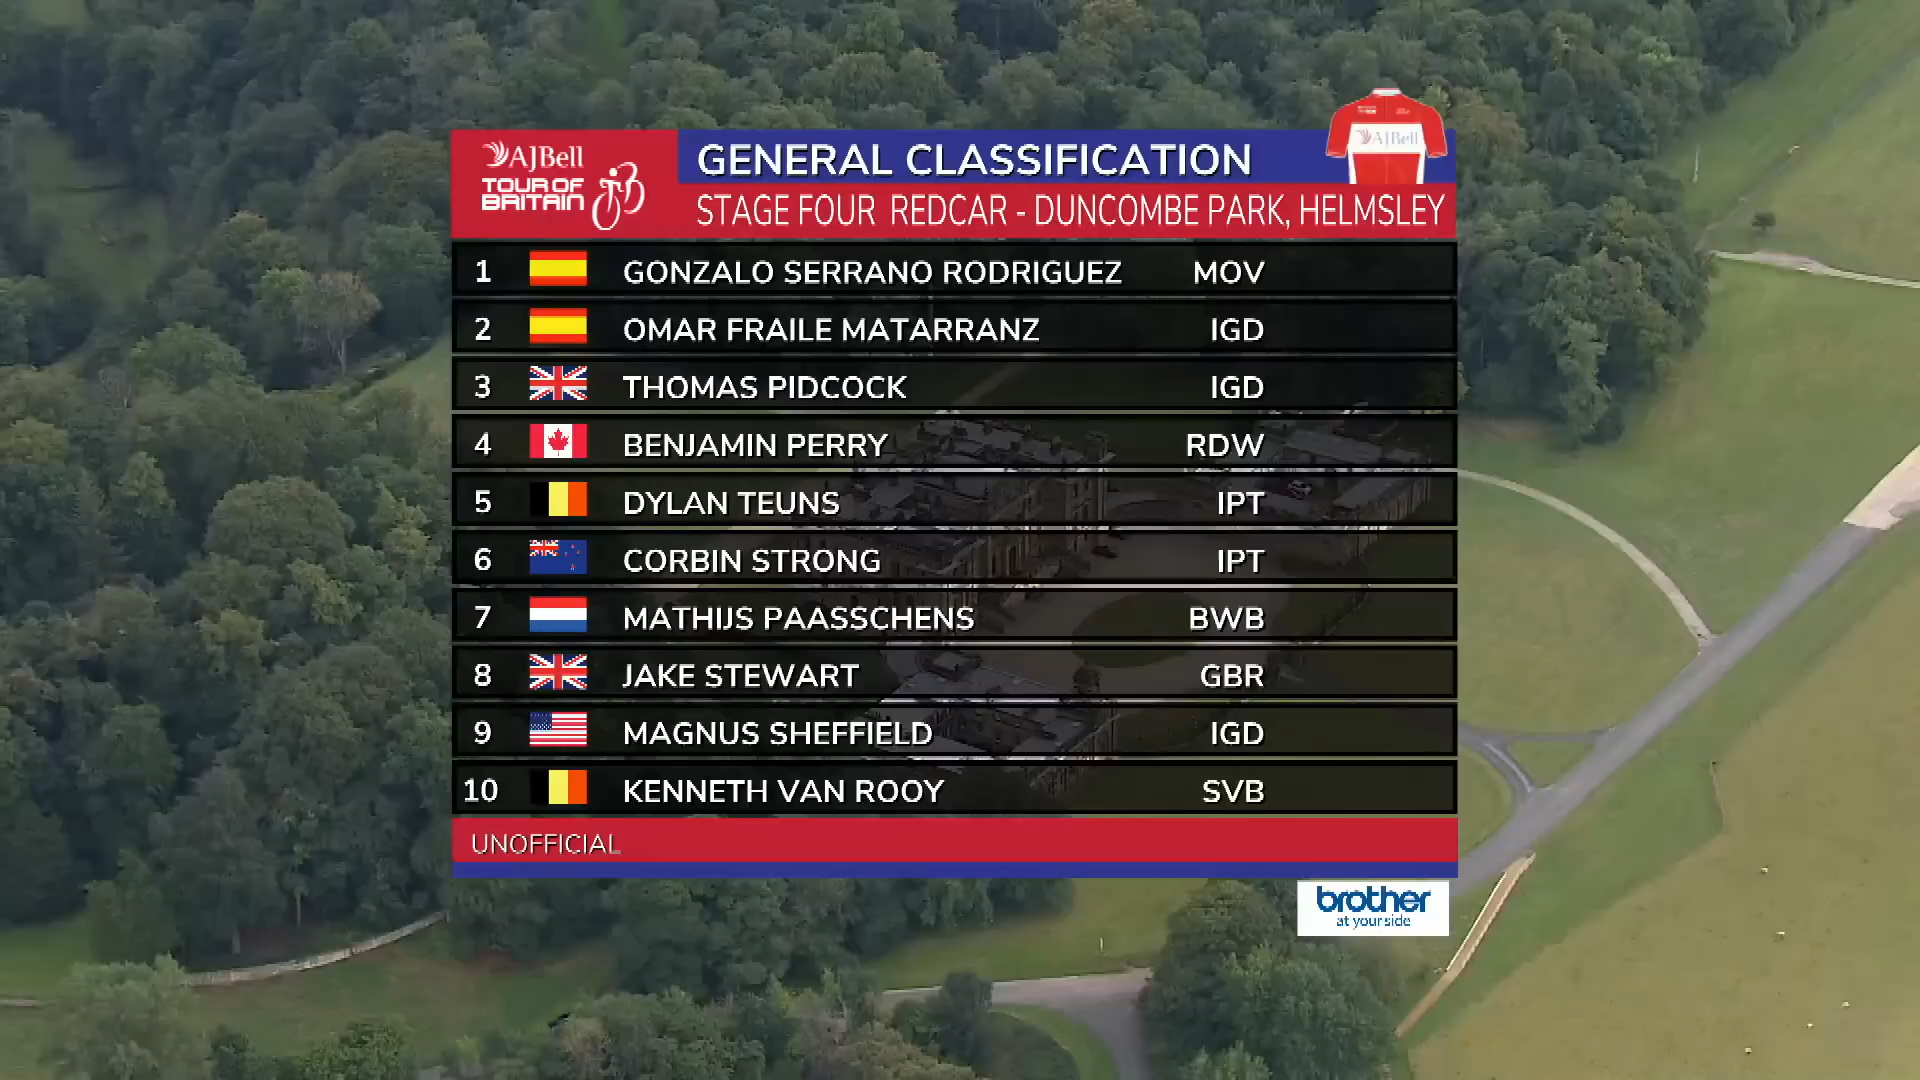 AJBell
TOUR OF
BRITAIN
GENERAL CLASSIFICATION
AJBell
STAGE FOUR REDCAR - DUNCOMBE PARK, HELMSLEY
1 GONZALO SERRANO RODRIGUEZ MOV
2 OMAR FRAILE MATARRANZ IGD
3 THOMAS PIDCOCK IGD
4 BENJAMIN PERRY RDW
5 DYLAN TEUNS IPT
6 CORBIN STRONG IPT
7 MATHIJS PAASSCHENS BWB
8 JAKE STEWART GBR
9 MAGNUS SHEFFIELD IGD
10 KENNETH VAN ROOY SVB
UNOFFICIAL
brother
at your side